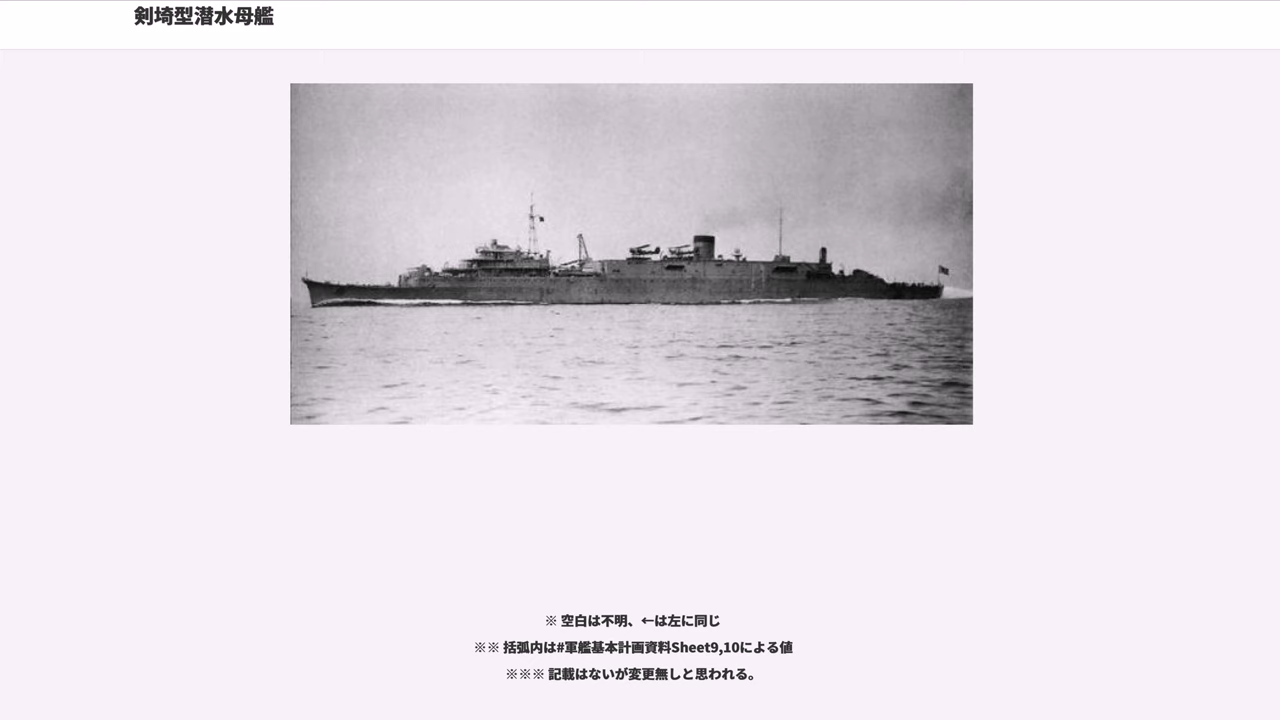 剣埼型潜水母艦
※ 空白は不明、←は左に同じ
※※ 括弧内は#軍艦基本計画資料Sheet9,10による値
※※※ 記載はないが変更無しと思われる。